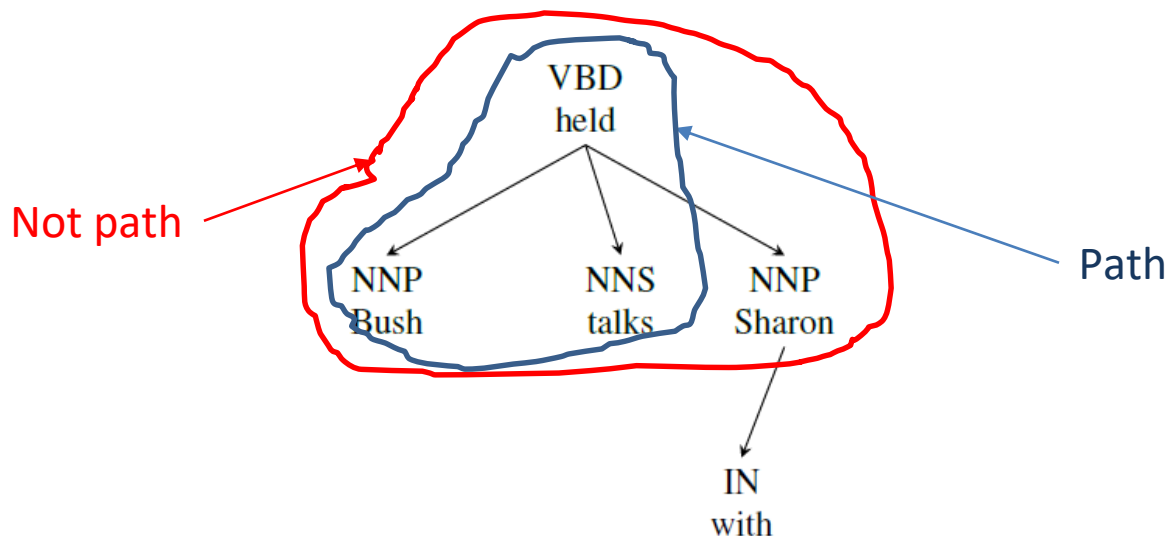 VBD
held
Not path
Path
NNP
Bush
NNS
talks
NNP
Sharon
IN
with